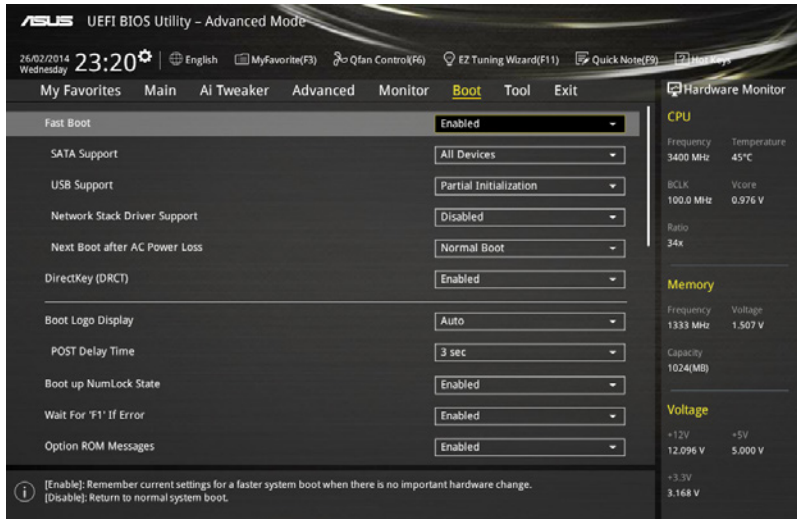 ASUS UEFI BIOS Utility – Advanced Mode
26/02/2014
Wednesday
23:20
English
MyFavorite(F3)
Qfan Control(F6)
EZ Tuning Wizard(F11)
Quick Note(F9)
? Hot Keys
My Favorites Main Ai Tweaker Advanced Monitor Boot Tool Exit
Fast Boot Enabled
SATA Support All Devices
USB Support Partial Initialization
Network Stack Driver Support Disabled
Next Boot after AC Power Loss Normal Boot
DirectKey (DRCT) Enabled
Boot Logo Display Auto
POST Delay Time 3 sec
Boot up NumLock State Enabled
Wait For 'F1' If Error Enabled
Option ROM Messages Enabled
[Enable]: Remember current settings for a faster system boot when there is no important hardware change.
[Disable]: Return to normal system boot.
Hardware Monitor
CPU
Frequency Temperature
3400 MHz 45°C
BCLK Vcore
100.0 MHz 0.976 V
Ratio
34x
Memory
Frequency Voltage
1333 MHz 1.507 V
Capacity
1024(MB)
Voltage
+12V +5V
12.096 V 5.000 V
+3.3V
3.168 V